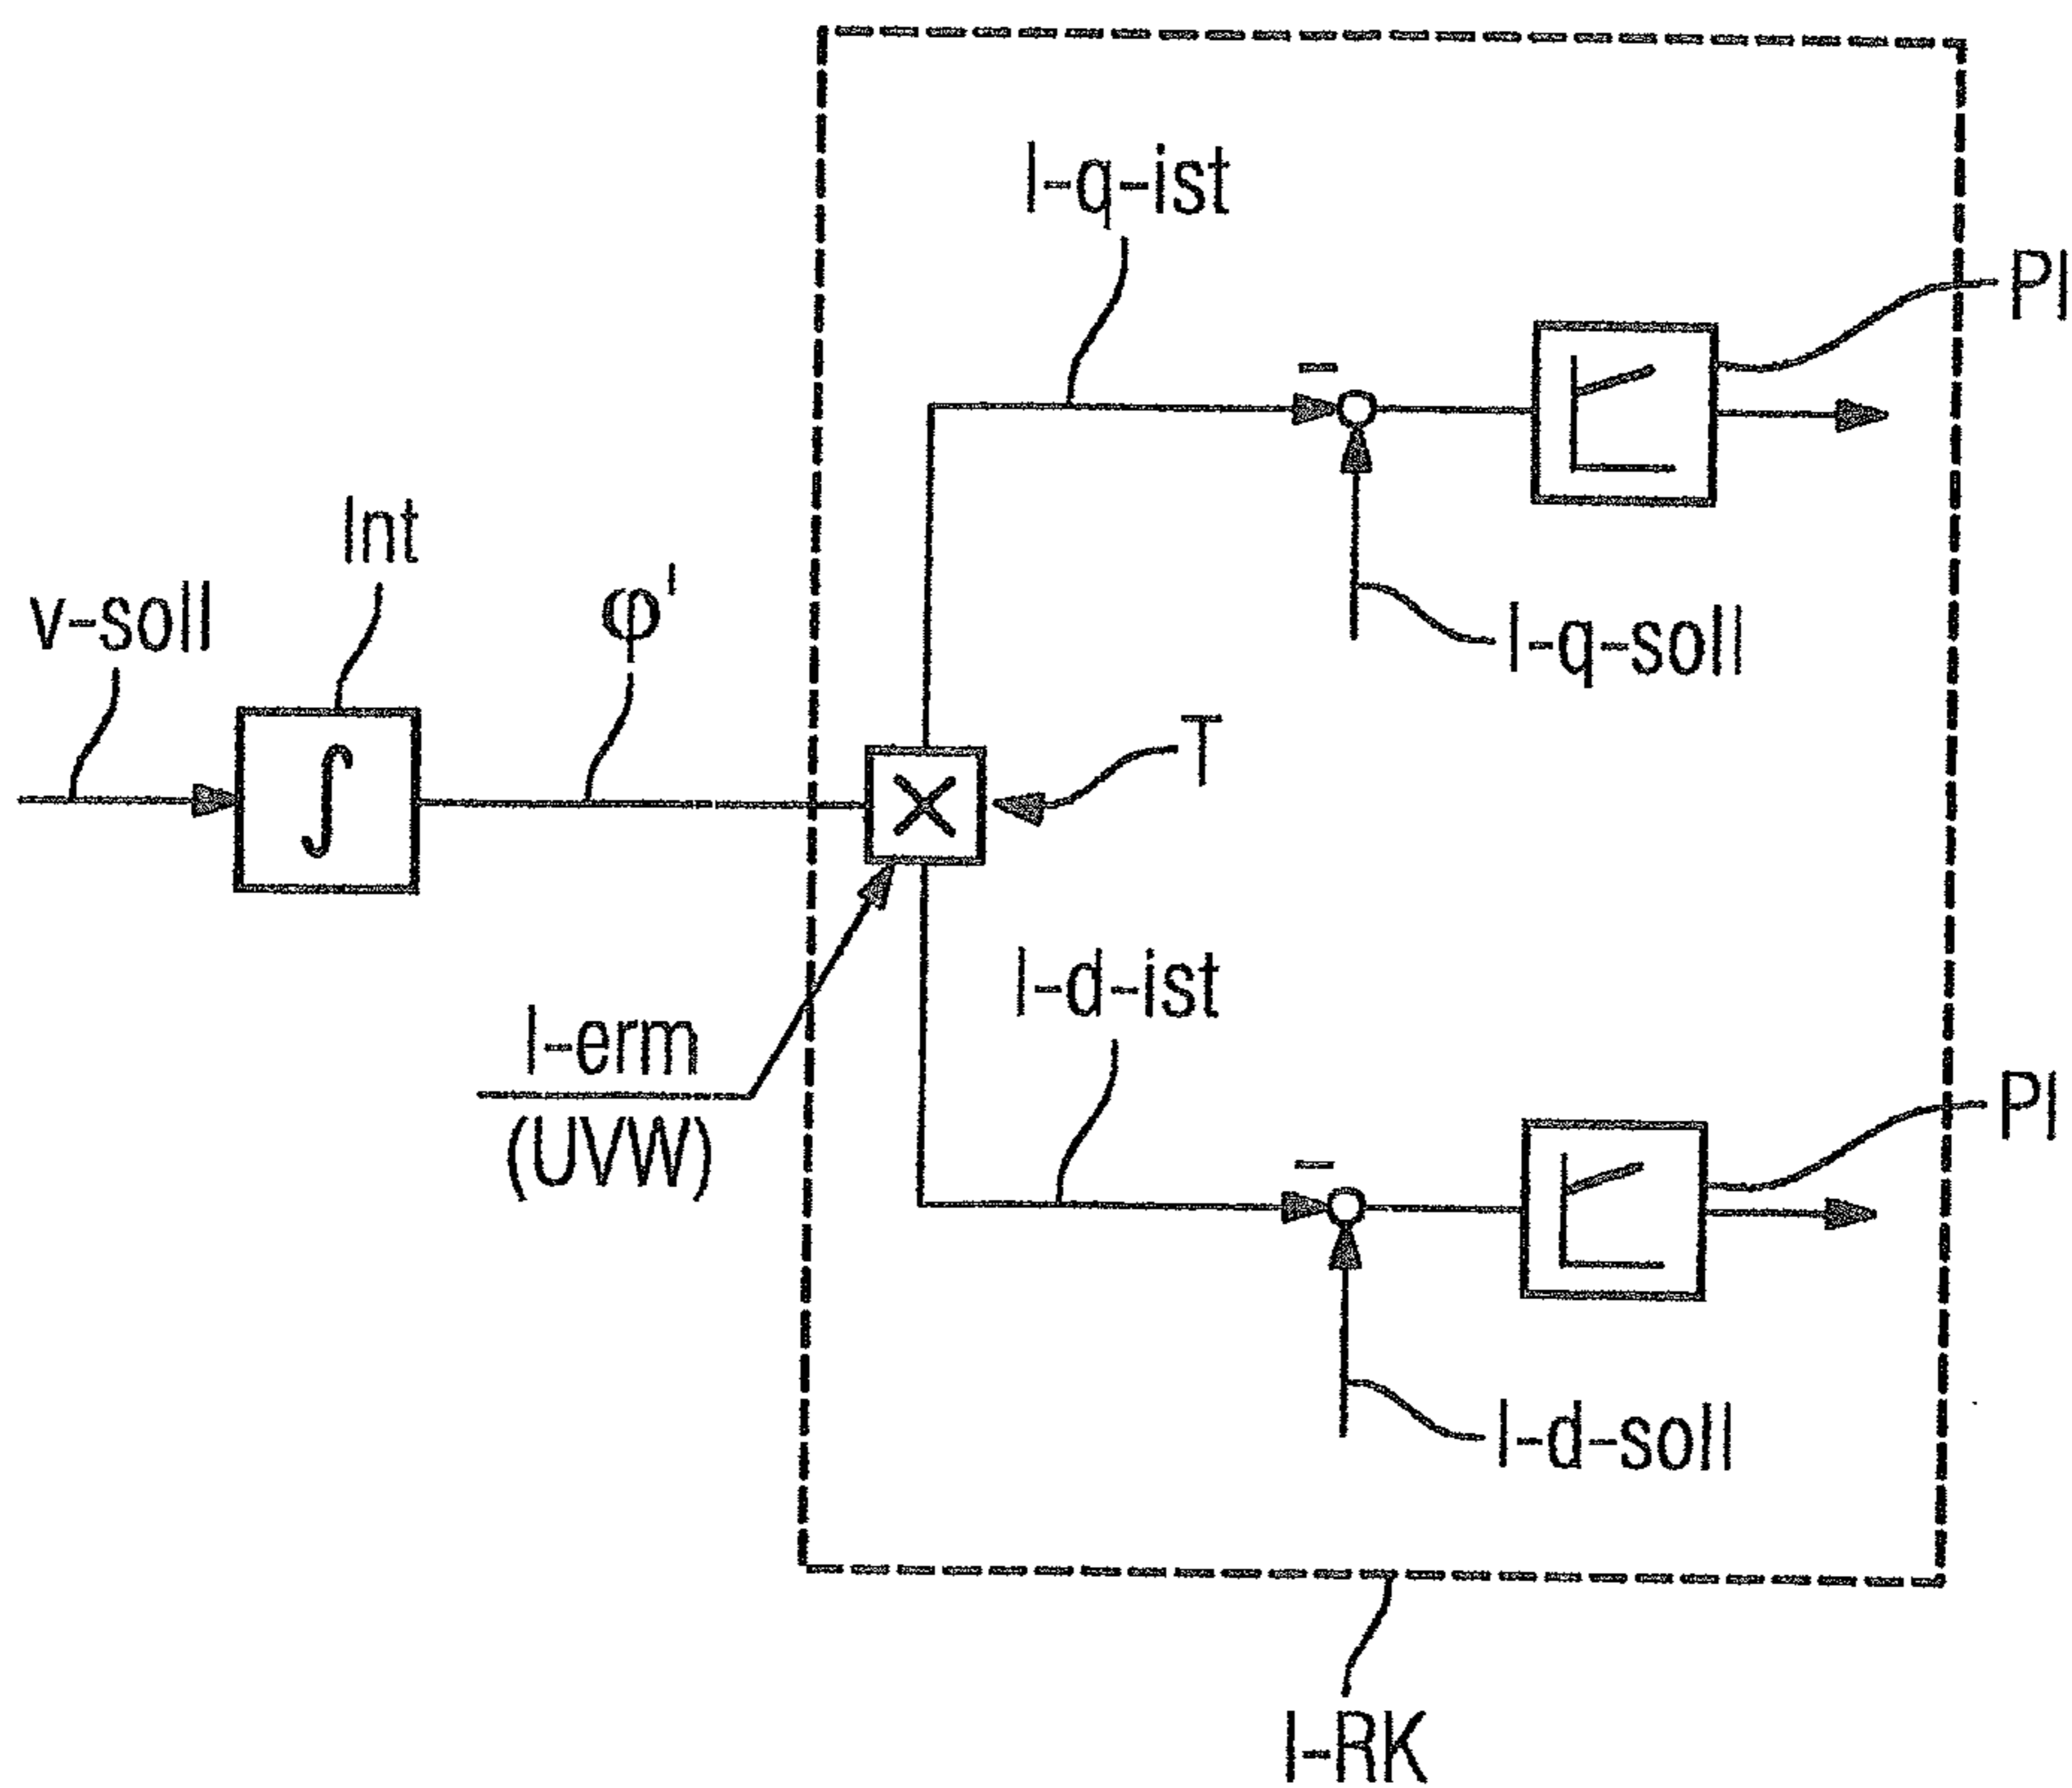 I-q-ist
PI
Int
v-soll
φ'
∫
–
I-q-soll
T
×
I-d-ist
I-erm
(UVW)
PI
–
I-d-soll
I-RK